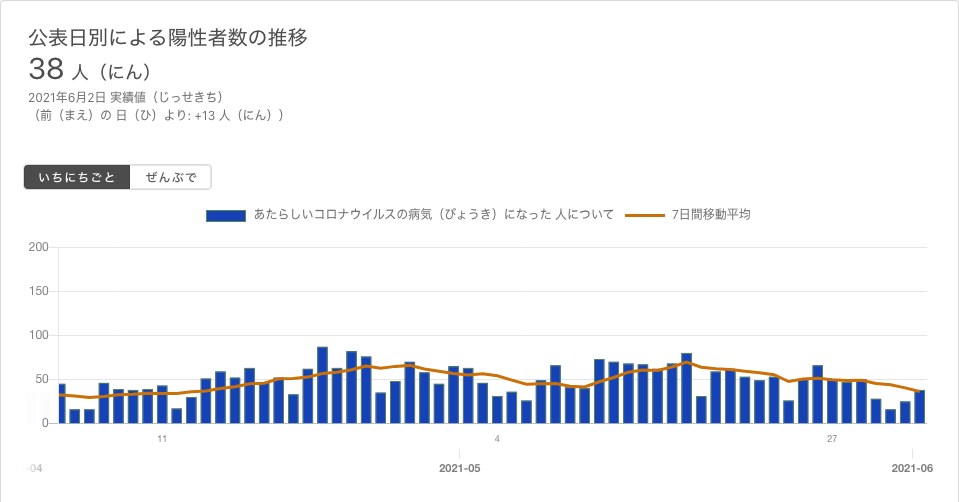 公表日別による陽性者数の推移
38 人（にん）
2021年6月2日 実績値（じっせきち）
（前（まえ）の 日（ひ）より: +13 人（にん））
いちにちごと ぜんぶで
あたらしいコロナウイルスの病気（びょうき）になった 人について 7日間移動平均
200
150
100
50
0
11 4 27
-04 2021-05 2021-06